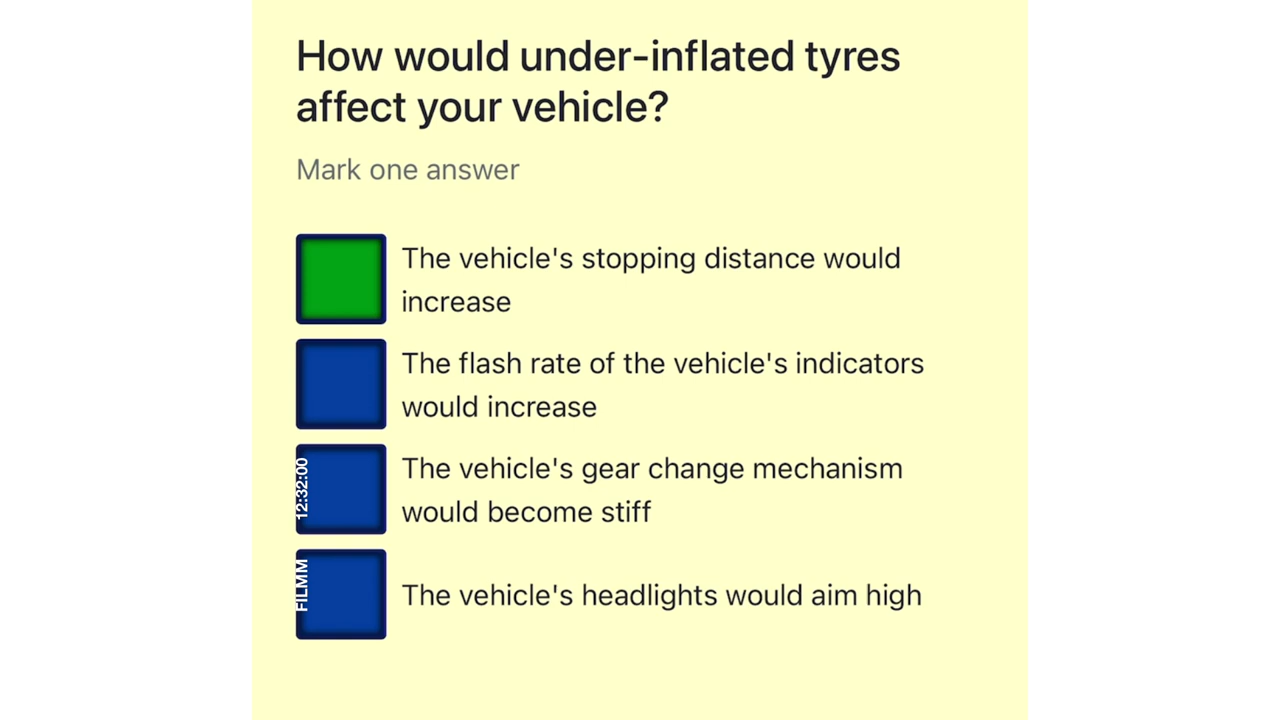 How would under-inflated tyres
affect your vehicle?
Mark one answer
The vehicle's stopping distance would
increase
The flash rate of the vehicle's indicators
would increase
The vehicle's gear change mechanism
would become stiff
The vehicle's headlights would aim high
12:32:00
FILMM